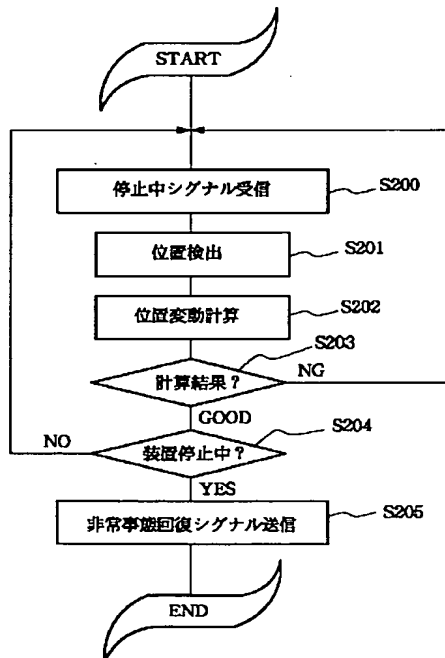 START
停止中シグナル受信
S200
位置検出
S201
位置変動計算
S202
S203
計算結果？
NG
GOOD
S204
NO
装置停止中？
YES
S205
非常事態回復シグナル送信
END